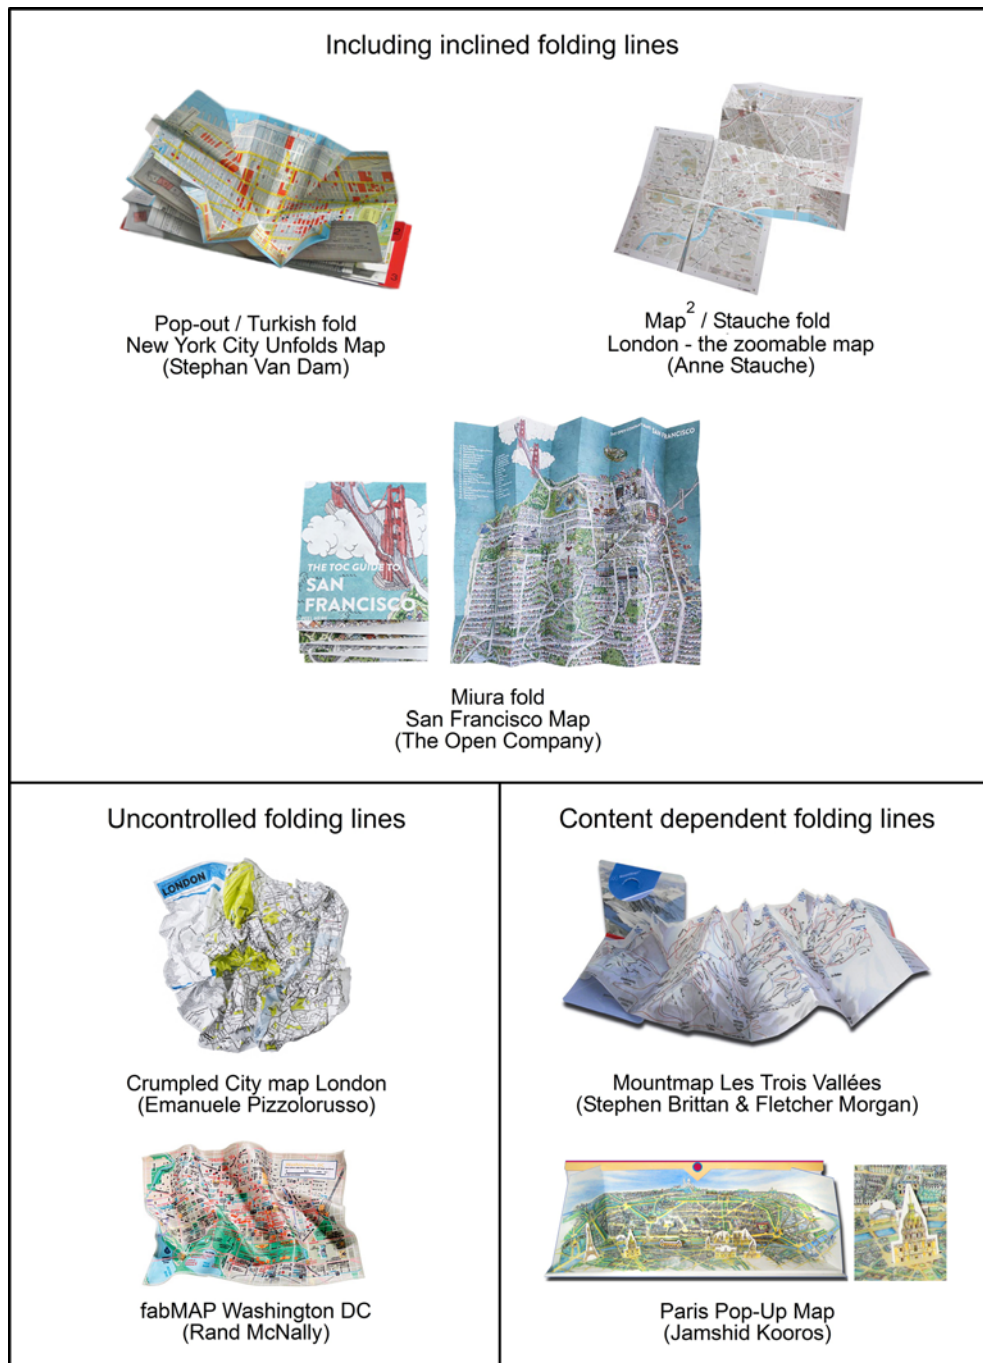 Including inclined folding lines
Pop-out / Turkish fold
New York City Unfolds Map
(Stephan Van Dam)
Map2 / Stauche fold
London - the zoomable map
(Anne Stauche)
THE TOC GUIDE TO
SAN
FRANCISCO
SAN FRANCISCO
Miura fold
San Francisco Map
(The Open Company)
Uncontrolled folding lines
LONDON
Crumpled City map London
(Emanuele Pizzolorusso)
fabMAP Washington DC
(Rand McNally)
Content dependent folding lines
Mountmap Les Trois Vallées
(Stephen Brittan & Fletcher Morgan)
Paris Pop-Up Map
(Jamshid Kooros)